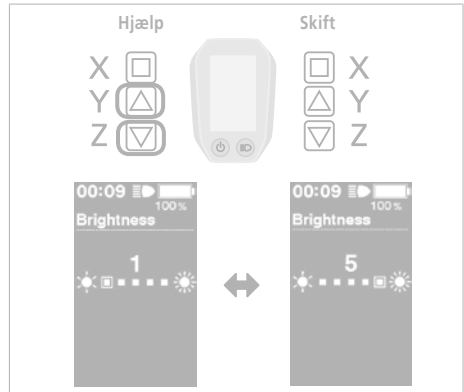 Hjælp Skift
X X
Y Y
Z Z
00:09 00:09
100% 100%
Brightness Brightness
1 5